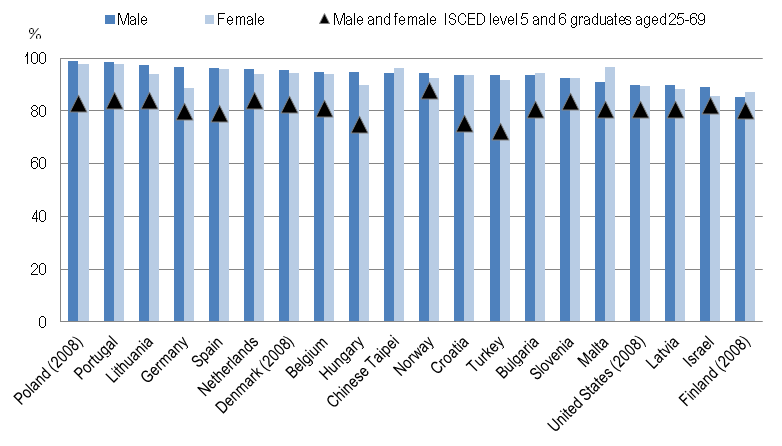 Male Female Male and female ISCED level 5 and 6 graduates aged 25-69
%
100
80
60
40
20
0
Poland (2008)
Portugal
Lithuania
Germany
Spain
Netherlands
Denmark (2008)
Belgium
Hungary
Chinese Taipei
Norway
Croatia
Turkey
Bulgaria
Slovenia
Malta
United States (2008)
Latvia
Israel
Finland (2008)